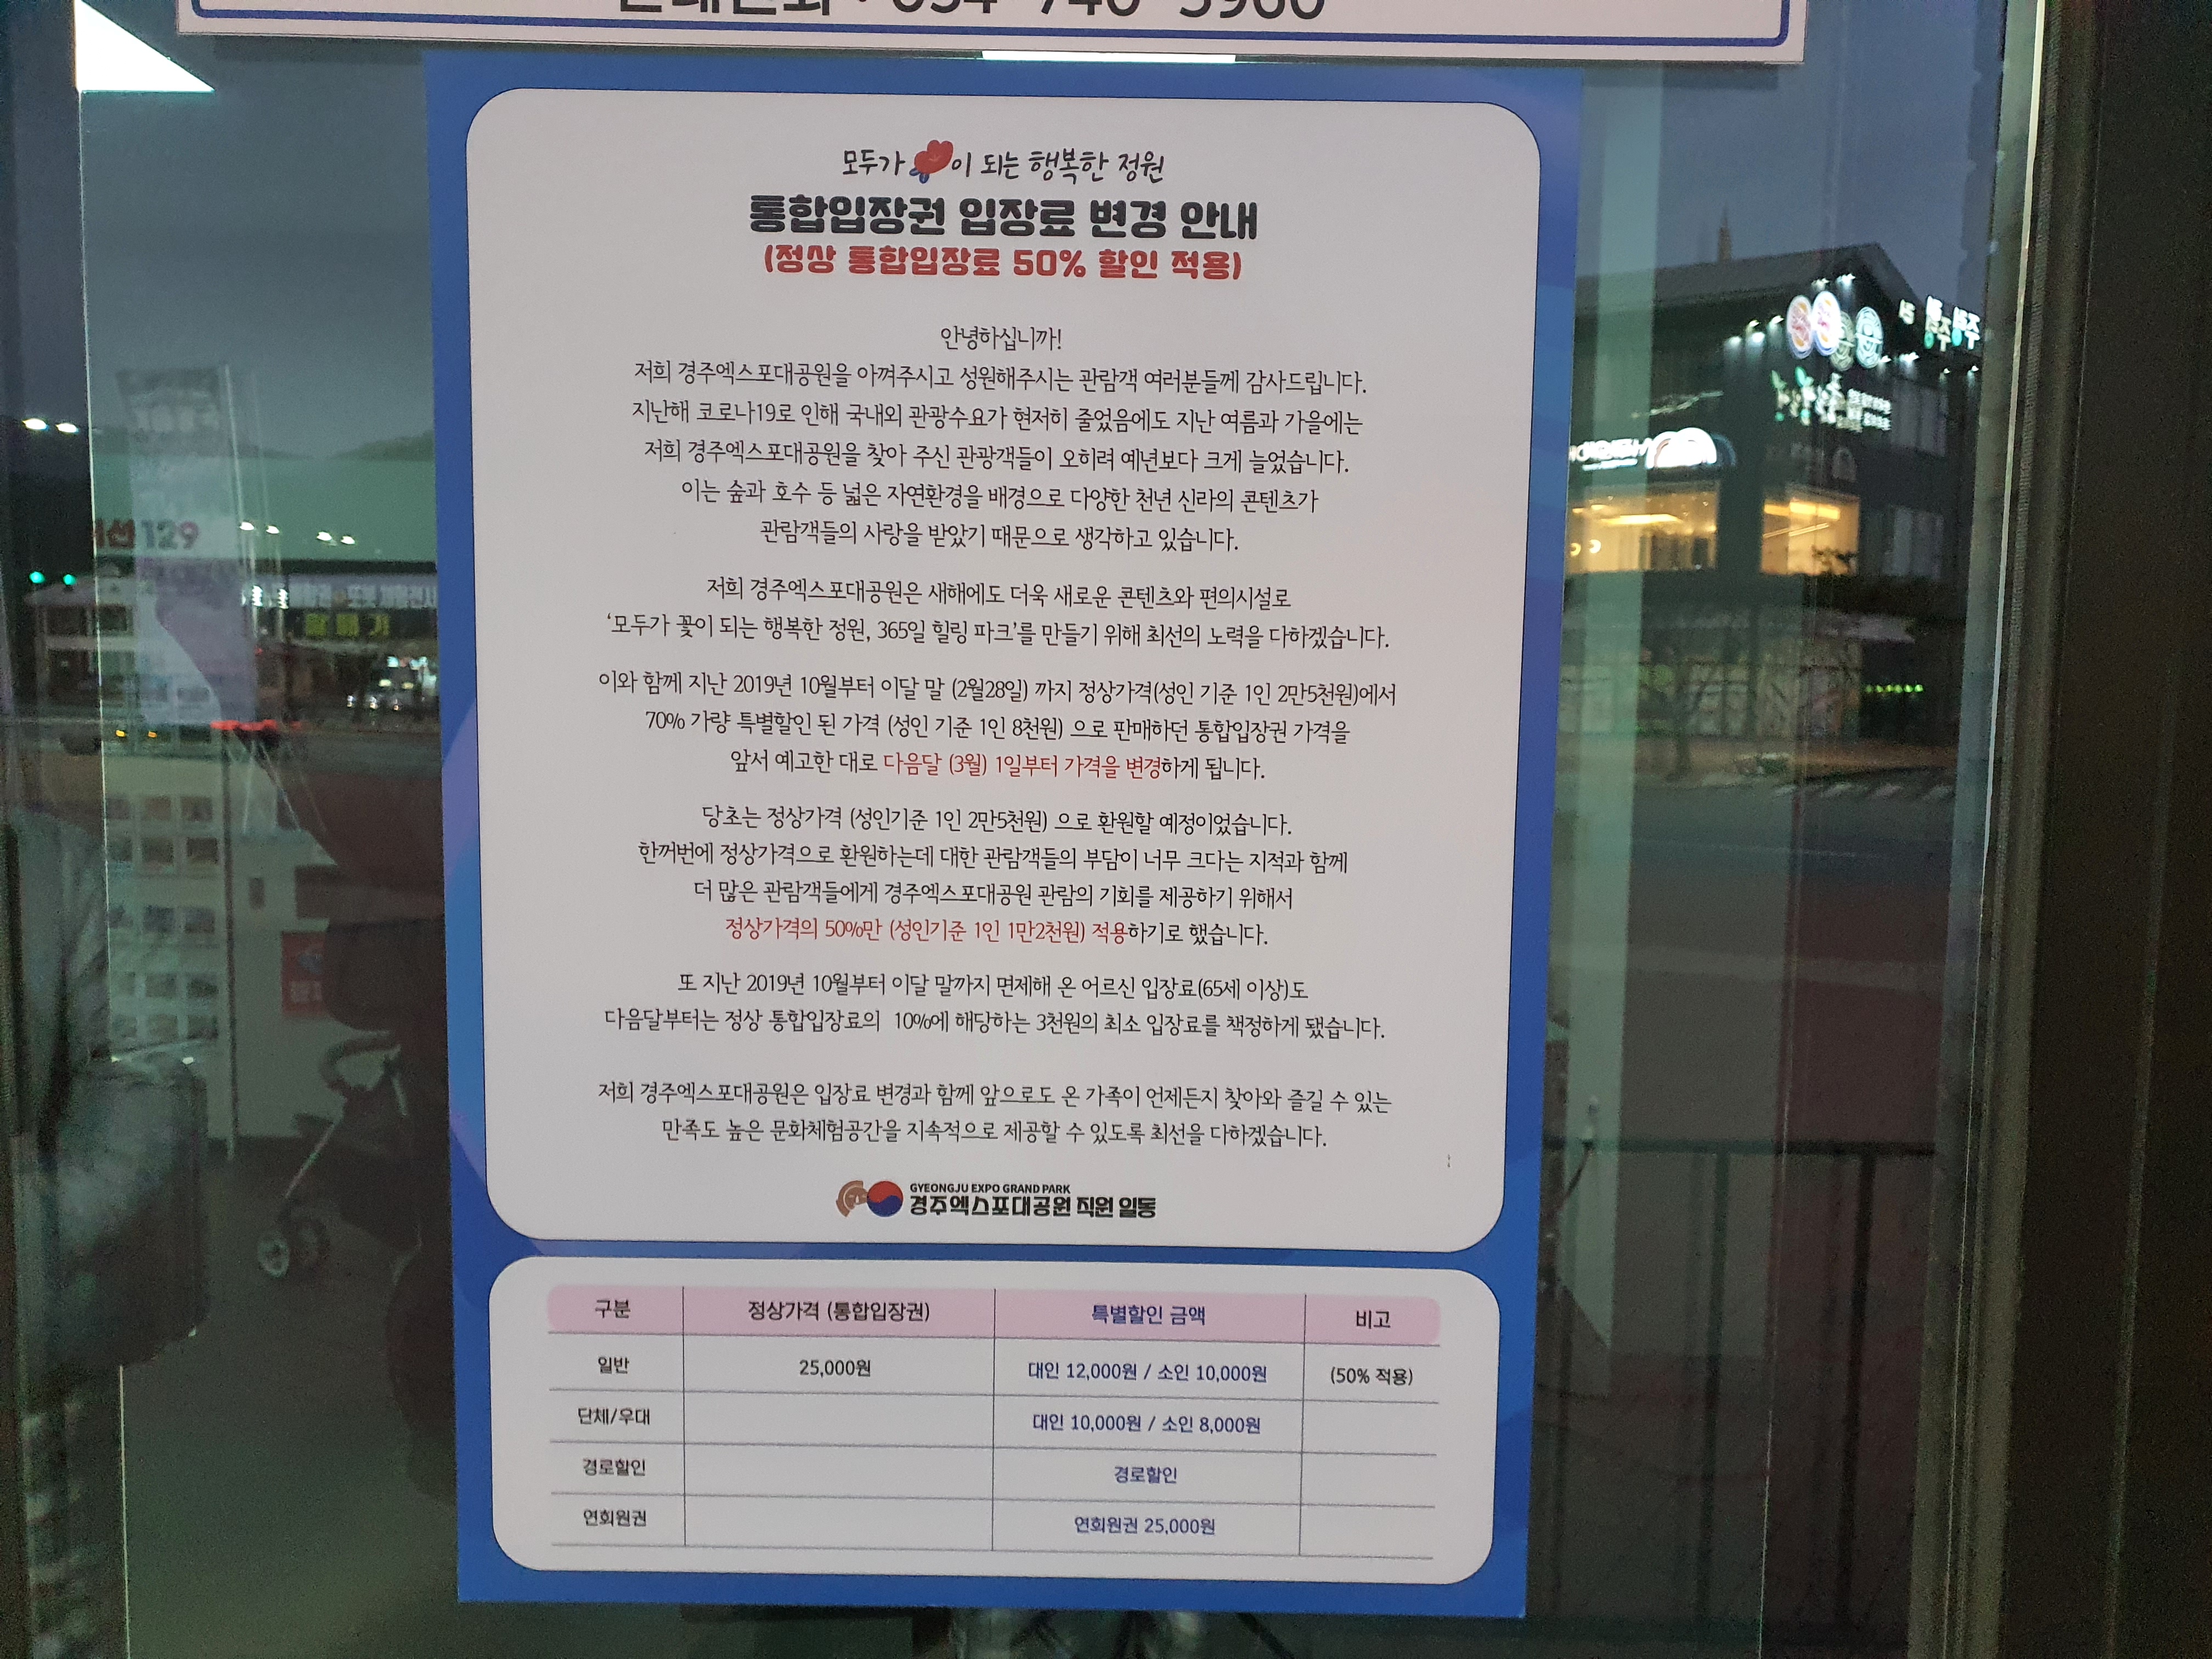 모두가 이 되는 행복한 정원
통합입장권 입장료 변경 안내
(정상 통합입장료 50% 할인 적용)
안녕하십니까!
저희 경주엑스포대공원을 아껴주시고 성원해주시는 관람객 여러분들께 감사드립니다.
지난해 코로나19로 인해 국내외 관광수요가 현저히 줄었음에도 지난 여름과 가을에는
저희 경주엑스포대공원을 찾아 주신 관광객들이 오히려 예년보다 크게 늘었습니다.
이는 숲과 호수 등 넓은 자연환경을 배경으로 다양한 천년 신라의 콘텐츠가
관람객들의 사랑을 받았기 때문으로 생각하고 있습니다.
저희 경주엑스포대공원은 새해에도 더욱 새로운 콘텐츠와 편의시설로
‘모두가 꽃이 되는 행복한 정원, 365일 힐링 파크’를 만들기 위해 최선의 노력을 다하겠습니다.
이와 함께 지난 2019년 10월부터 이달 말 (2월28일) 까지 정상가격(성인 기준 1인 2만5천원)에서
70% 가량 특별할인 된 가격 (성인 기준 1인 8천원) 으로 판매하던 통합입장권 가격을
앞서 예고한 대로 다음달 (3월) 1일부터 가격을 변경하게 됩니다.
당초는 정상가격 (성인기준 1인 2만5천원) 으로 환원할 예정이었습니다.
한꺼번에 정상가격으로 환원하는데 대한 관람객들의 부담이 너무 크다는 지적과 함께
더 많은 관람객들에게 경주엑스포대공원 관람의 기회를 제공하기 위해서
정상가격의 50%만 (성인기준 1인 1만2천원) 적용하기로 했습니다.
또 지난 2019년 10월부터 이달 말까지 면제해 온 어르신 입장료(65세 이상)도
다음달부터는 정상 통합입장료의 10%에 해당하는 3천원의 최소 입장료를 책정하게 됐습니다.
저희 경주엑스포대공원은 입장료 변경과 함께 앞으로도 온 가족이 언제든지 찾아와 즐길 수 있는
만족도 높은 문화체험공간을 지속적으로 제공할 수 있도록 최선을 다하겠습니다.
GYEONGJU EXPO GRAND PARK
경주엑스포대공원 직원 일동
구분 정상가격 (통합입장권) 특별할인 금액 비고
일반 25,000원 대인 12,000원 / 소인 10,000원 (50% 적용)
단체/우대 대인 10,000원 / 소인 8,000원
경로할인 경로할인
연회원권 연회원권 25,000원
129